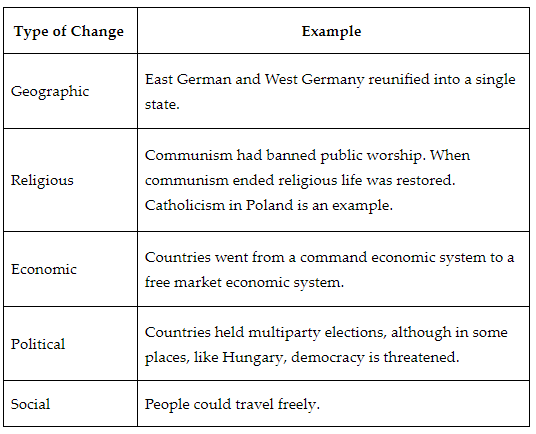 Type of Change
Example
Geographic
East German and West Germany reunified into a single
state.
Religious
Communism had banned public worship. When
communism ended religious life was restored.
Catholicism in Poland is an example.
Economic
Countries went from a command economic system to a
free market economic system.
Political
Countries held multiparty elections, although in some
places, like Hungary, democracy is threatened.
Social
People could travel freely.